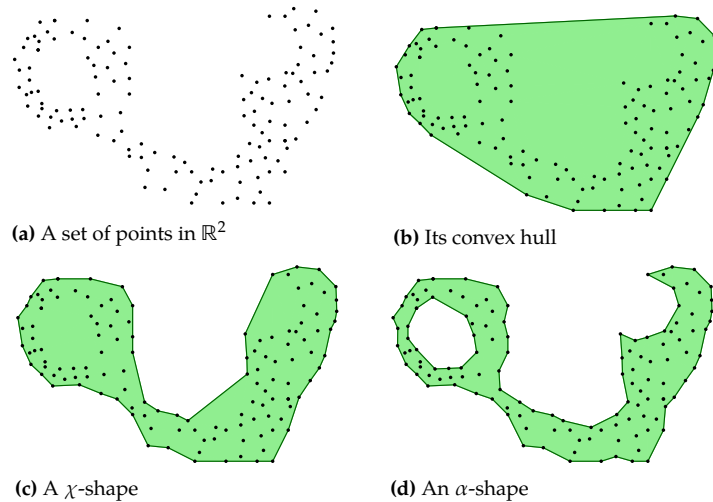 (a) A set of points in ℝ²
(b) Its convex hull
(c) A χ-shape
(d) An α-shape